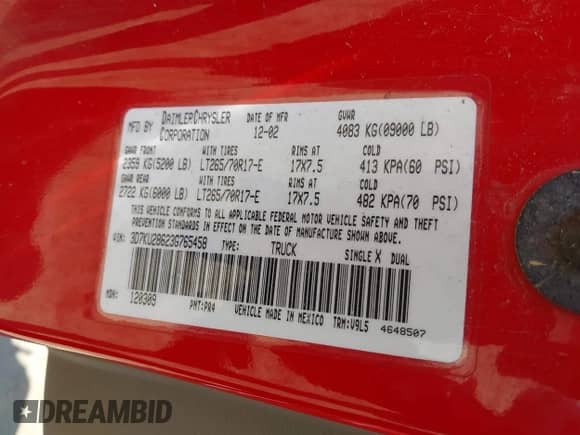 MFD BY DAIMLERCHRYSLER CORPORATION DATE OF MFR 12-02 GVWR 4083 KG(09000 LB)
GAWR FRONT WITH TIRES RIMS AT COLD
2359 KG(5200 LB) LT265/70R17-E 17X7.5 413 KPA(60 PSI)
GAWR REAR WITH TIRES RIMS AT COLD
2722 KG(6000 LB) LT265/70R17-E 17X7.5 482 KPA(70 PSI)
THIS VEHICLE CONFORMS TO ALL APPLICABLE FEDERAL MOTOR VEHICLE SAFETY AND THEFT
PREVENTION STANDARDS IN EFFECT ON THE DATE OF MANUFACTURE SHOWN ABOVE.
VIN: 3D7KU28623G765458 TYPE: TRUCK SINGLE X DUAL
MDH: 120309 PNT:PR4 VEHICLE MADE IN MEXICO TRM:V9L5 4648507
DREAMBID